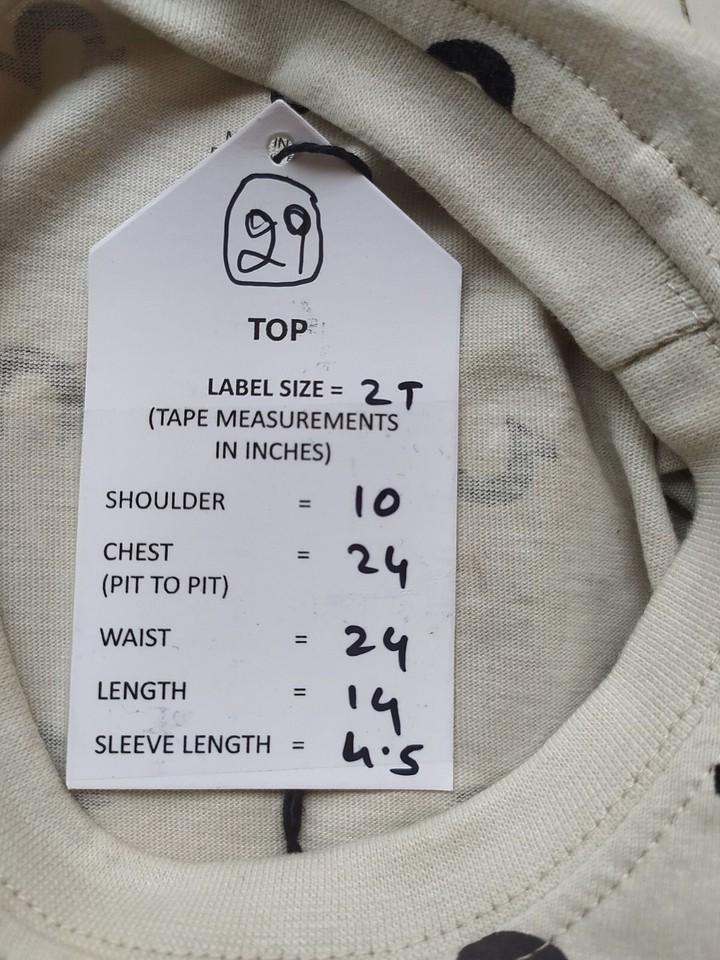 29
TOP
LABEL SIZE = 2T
(TAPE MEASUREMENTS
IN INCHES)
SHOULDER = 10
CHEST = 24
(PIT TO PIT)
WAIST = 24
LENGTH = 14
SLEEVE LENGTH = 4.5